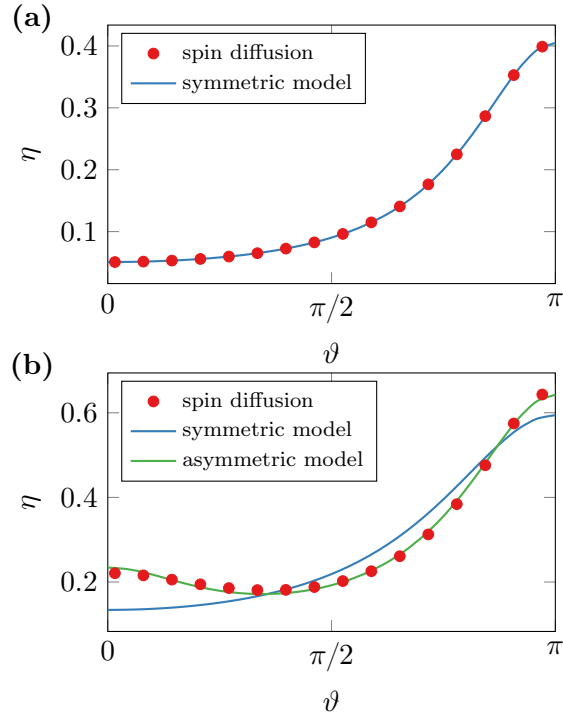 (a)
0.4
0.3
0.2
0.1
η
spin diffusion
symmetric model
0
π/2
π
ϑ
(b)
0.6
0.4
0.2
η
spin diffusion
symmetric model
asymmetric model
0
π/2
π
ϑ